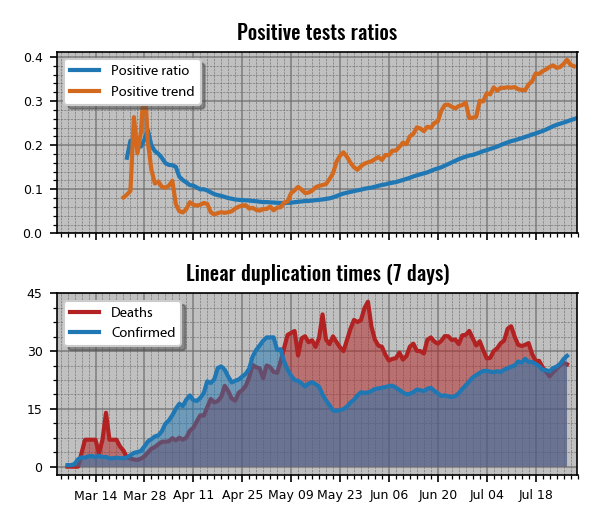 Positive tests ratios
0.4
0.3
0.2
0.1
0.0
Positive ratio
Positive trend
Linear duplication times (7 days)
45
30
15
0
Deaths
Confirmed
Mar 14 Mar 28 Apr 11 Apr 25 May 09 May 23 Jun 06 Jun 20 Jul 04 Jul 18